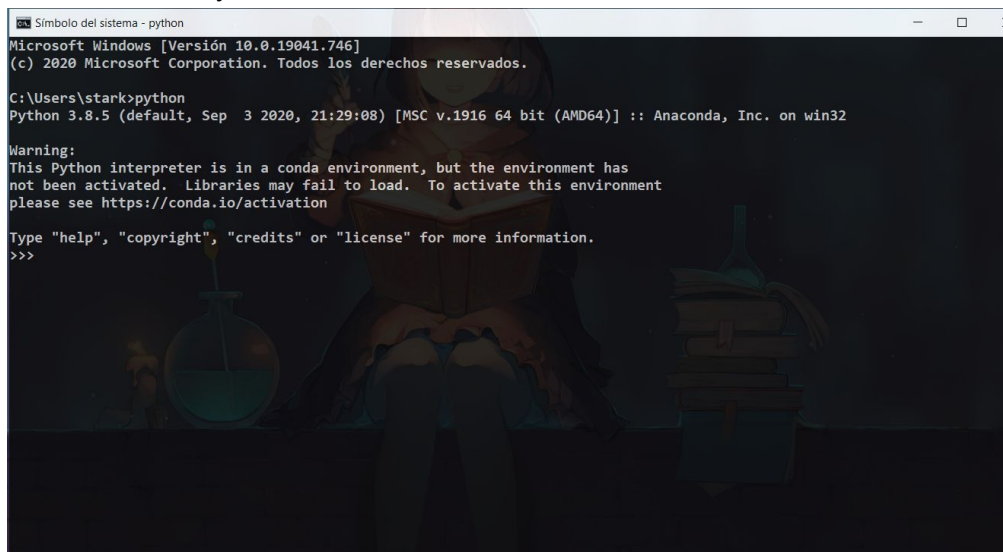 Símbolo del sistema - python
Microsoft Windows [Versión 10.0.19041.746]
(c) 2020 Microsoft Corporation. Todos los derechos reservados.
C:\Users\stark>python
Python 3.8.5 (default, Sep  3 2020, 21:29:08) [MSC v.1916 64 bit (AMD64)] :: Anaconda, Inc. on win32
Warning:
This Python interpreter is in a conda environment, but the environment has
not been activated.  Libraries may fail to load.  To activate this environment
please see https://conda.io/activation
Type "help", "copyright", "credits" or "license" for more information.
>>>